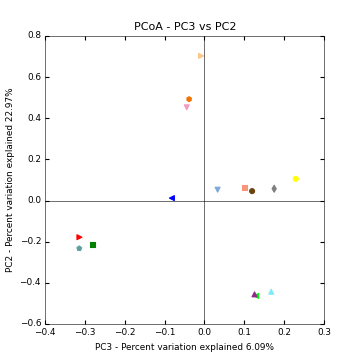 PCoA - PC3 vs PC2
PC2 - Percent variation explained 22.97%
0.8
0.6
0.4
0.2
0.0
−0.2
−0.4
−0.6
−0.4 −0.3 −0.2 −0.1 0.0 0.1 0.2 0.3
PC3 - Percent variation explained 6.09%